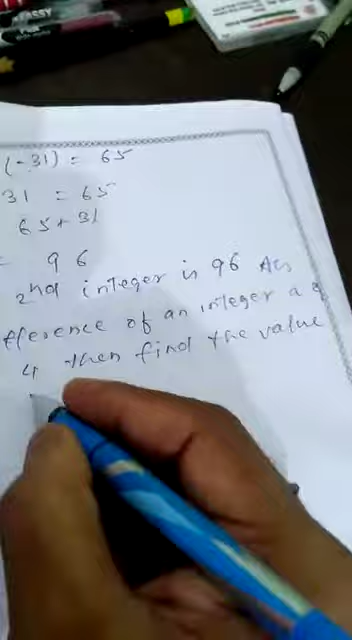 (-31) = 65
31 = 65
65 + 31
= 96
2nd integer is 96 Ans
fference of an integer a &
4 then find the value